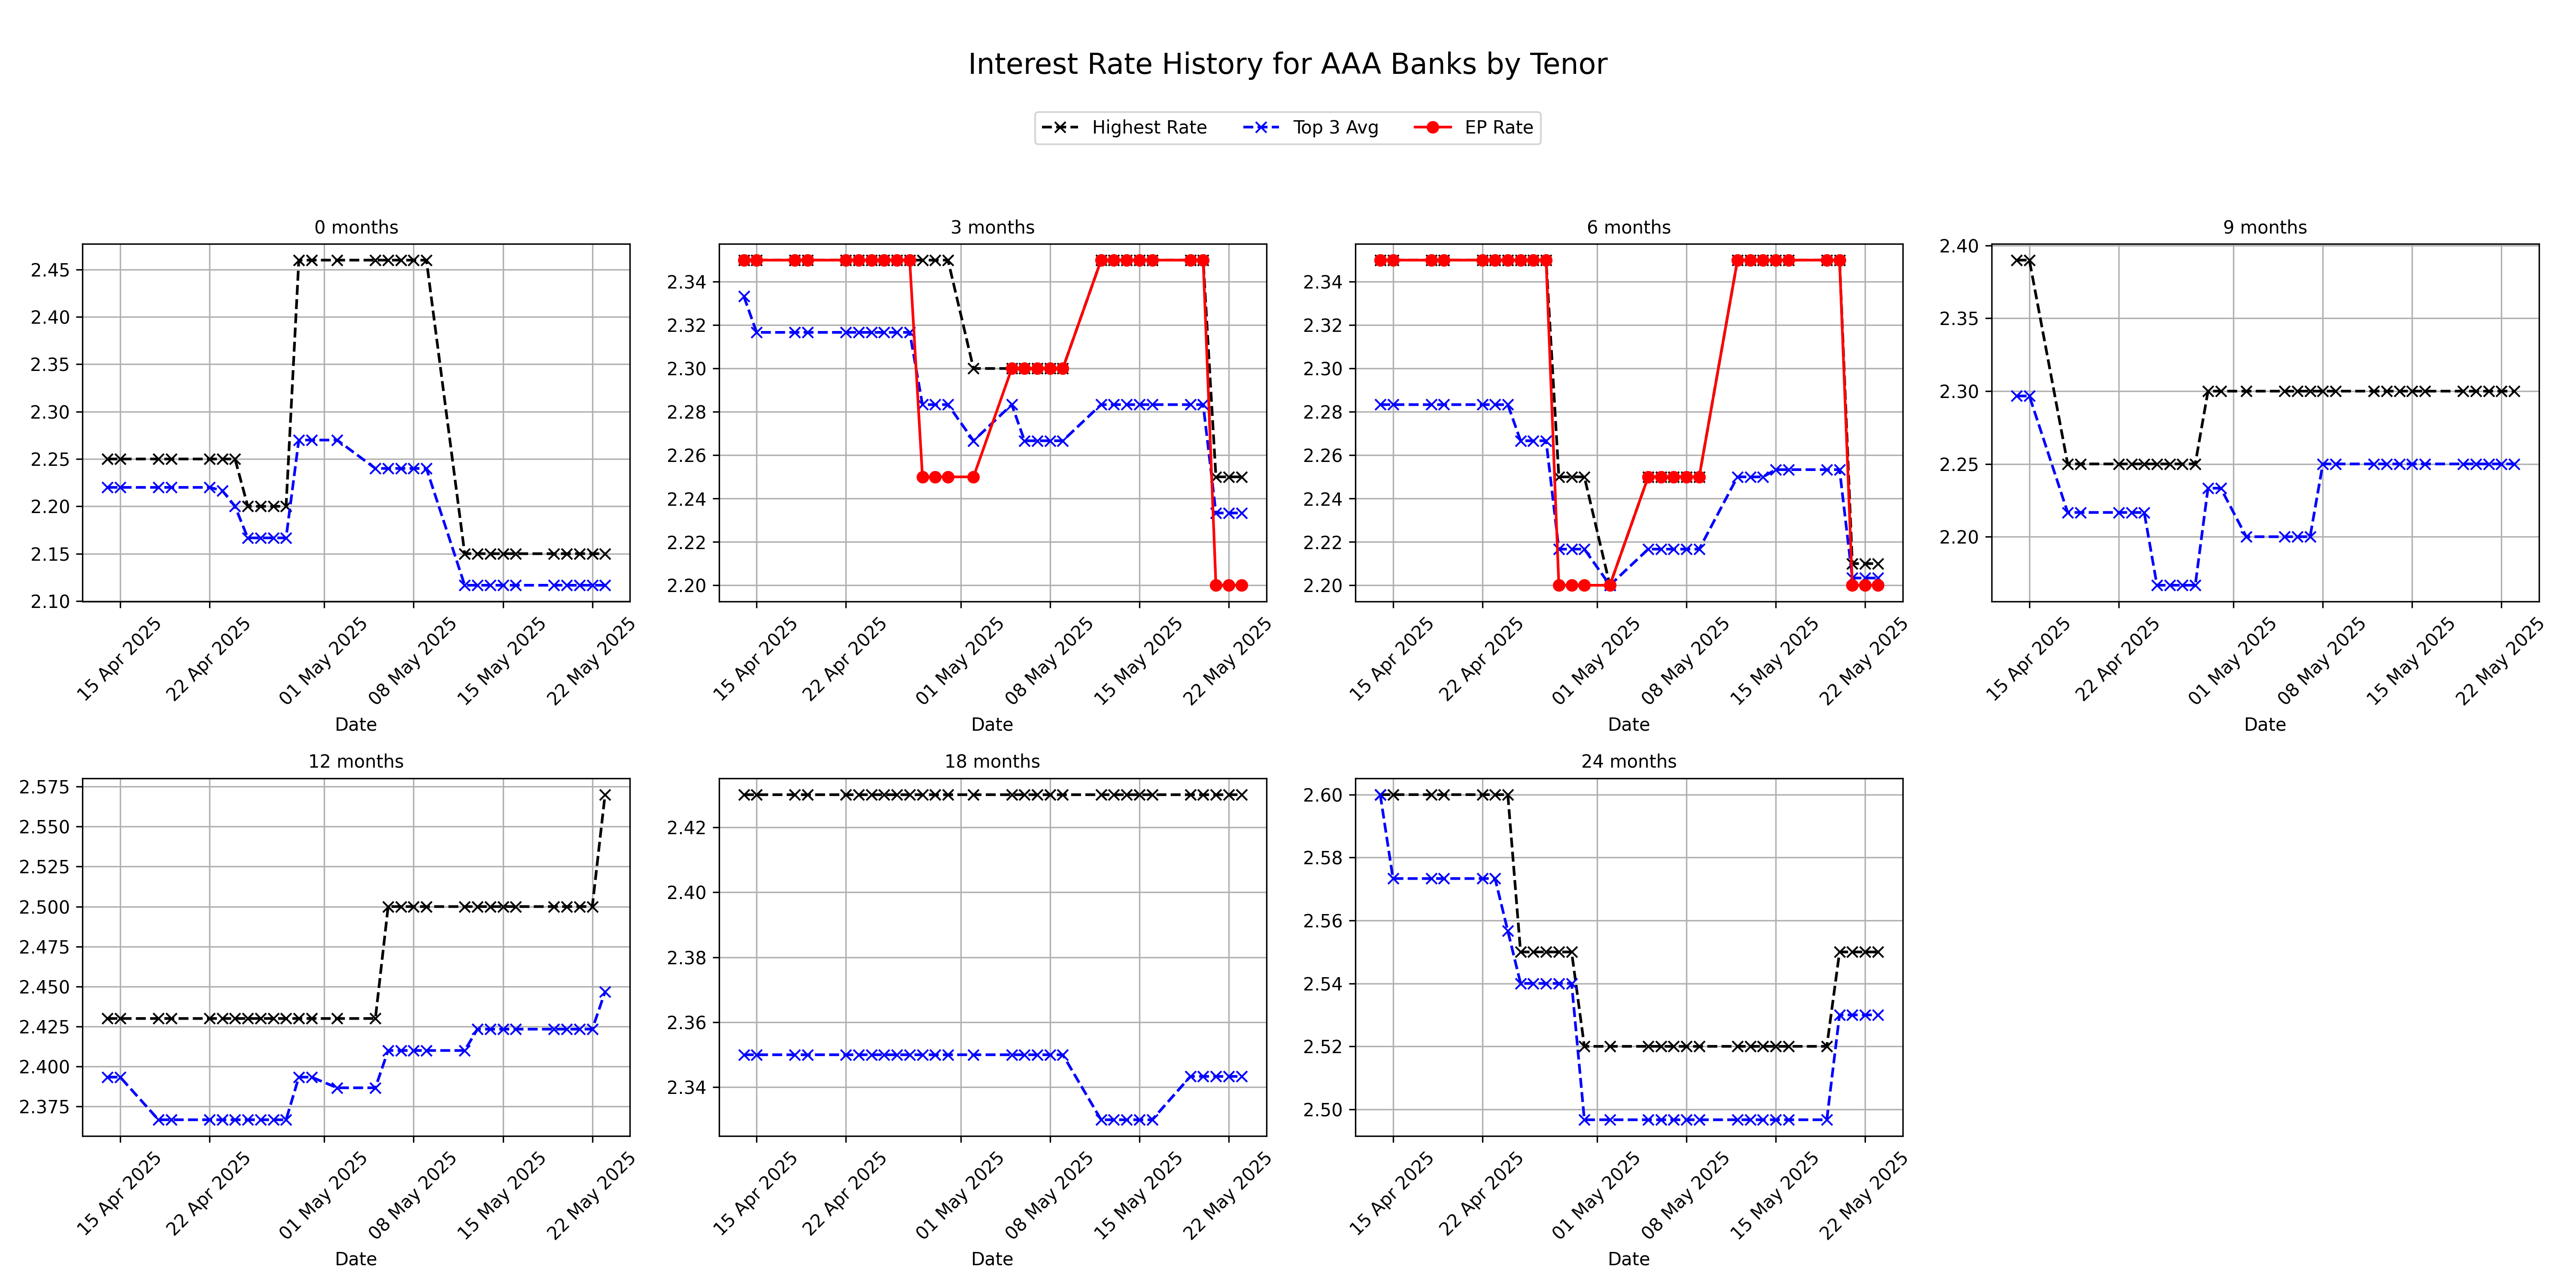 Interest Rate History for AAA Banks by Tenor
Highest Rate Top 3 Avg EP Rate
0 months
2.45
2.40
2.35
2.30
2.25
2.20
2.15
2.10
15 Apr 2025 22 Apr 2025 01 May 2025 08 May 2025 15 May 2025 22 May 2025
Date
3 months
2.34
2.32
2.30
2.28
2.26
2.24
2.22
2.20
15 Apr 2025 22 Apr 2025 01 May 2025 08 May 2025 15 May 2025 22 May 2025
Date
6 months
2.34
2.32
2.30
2.28
2.26
2.24
2.22
2.20
15 Apr 2025 22 Apr 2025 01 May 2025 08 May 2025 15 May 2025 22 May 2025
Date
9 months
2.40
2.35
2.30
2.25
2.20
15 Apr 2025 22 Apr 2025 01 May 2025 08 May 2025 15 May 2025 22 May 2025
Date
12 months
2.575
2.550
2.525
2.500
2.475
2.450
2.425
2.400
2.375
15 Apr 2025 22 Apr 2025 01 May 2025 08 May 2025 15 May 2025 22 May 2025
Date
18 months
2.42
2.40
2.38
2.36
2.34
15 Apr 2025 22 Apr 2025 01 May 2025 08 May 2025 15 May 2025 22 May 2025
Date
24 months
2.60
2.58
2.56
2.54
2.52
2.50
15 Apr 2025 22 Apr 2025 01 May 2025 08 May 2025 15 May 2025 22 May 2025
Date